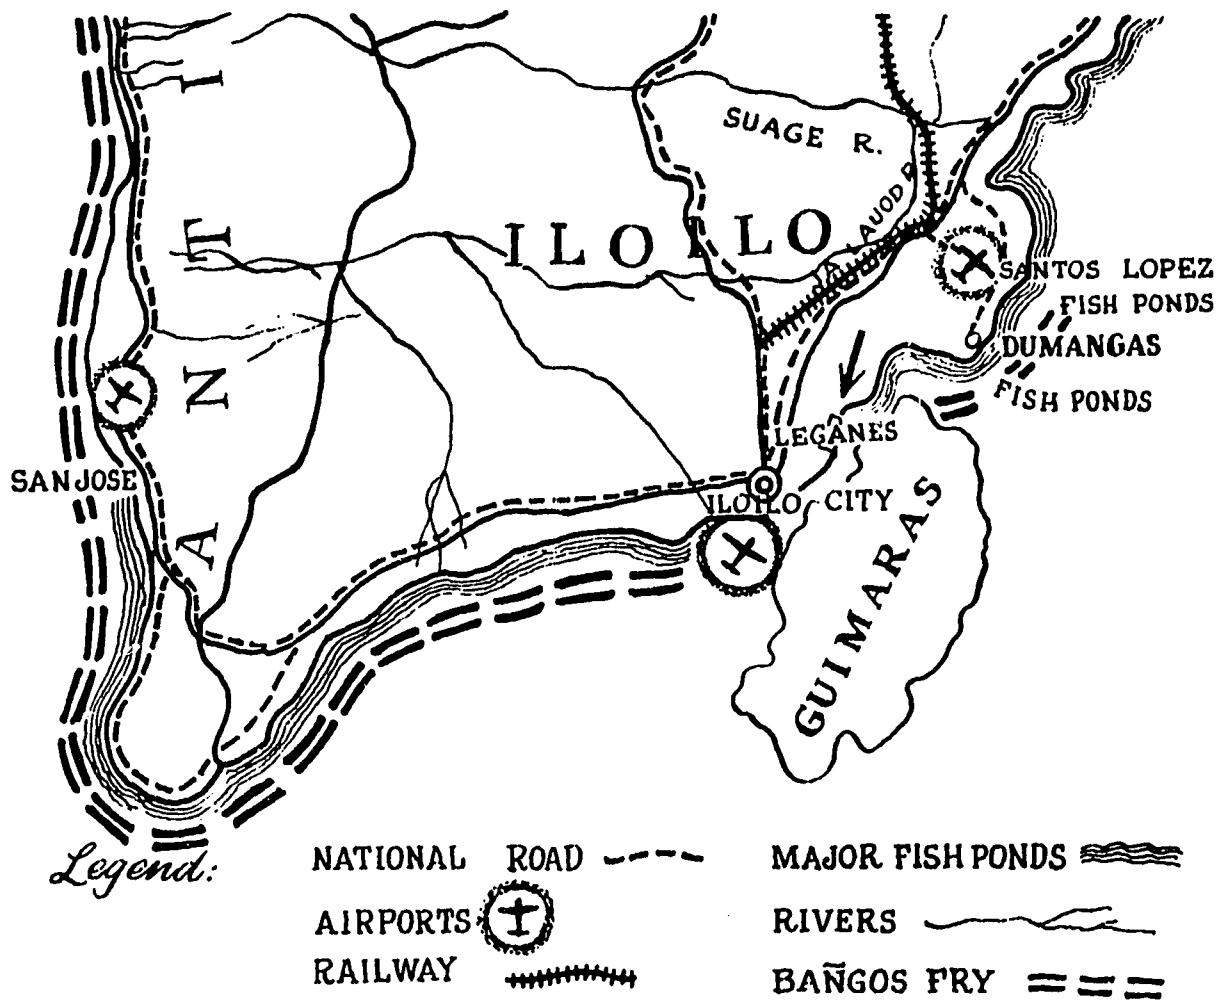 SUAGE R.
JALAUOD R.
ILOILO
ANTI
SANTOS LOPEZ
FISH PONDS
DUMANGAS
FISH PONDS
LEGANES
SAN JOSE
ILOILO CITY
GUIMARAS
Legend:
NATIONAL ROAD
MAJOR FISH PONDS
AIRPORTS
RIVERS
RAILWAY
BAÑGOS FRY